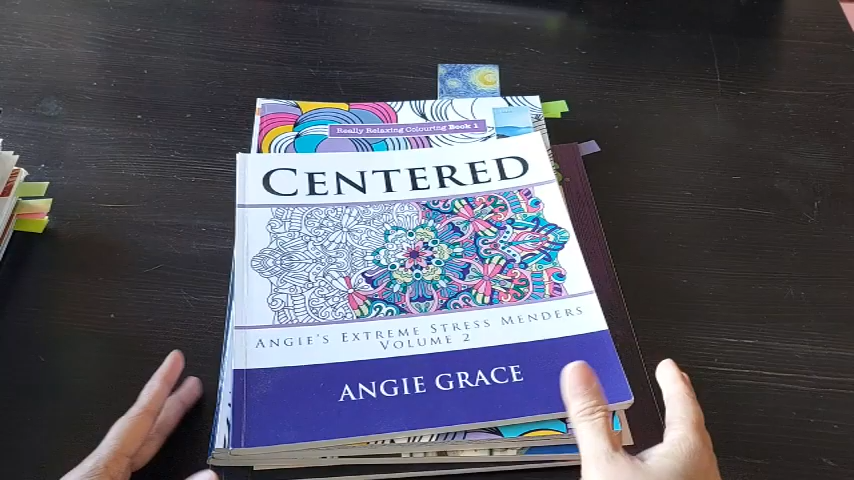 Really Relaxing Colouring Book 1
CENTERED
ANGIE'S EXTREME STRESS MENDERS
VOLUME 2
ANGIE GRACE